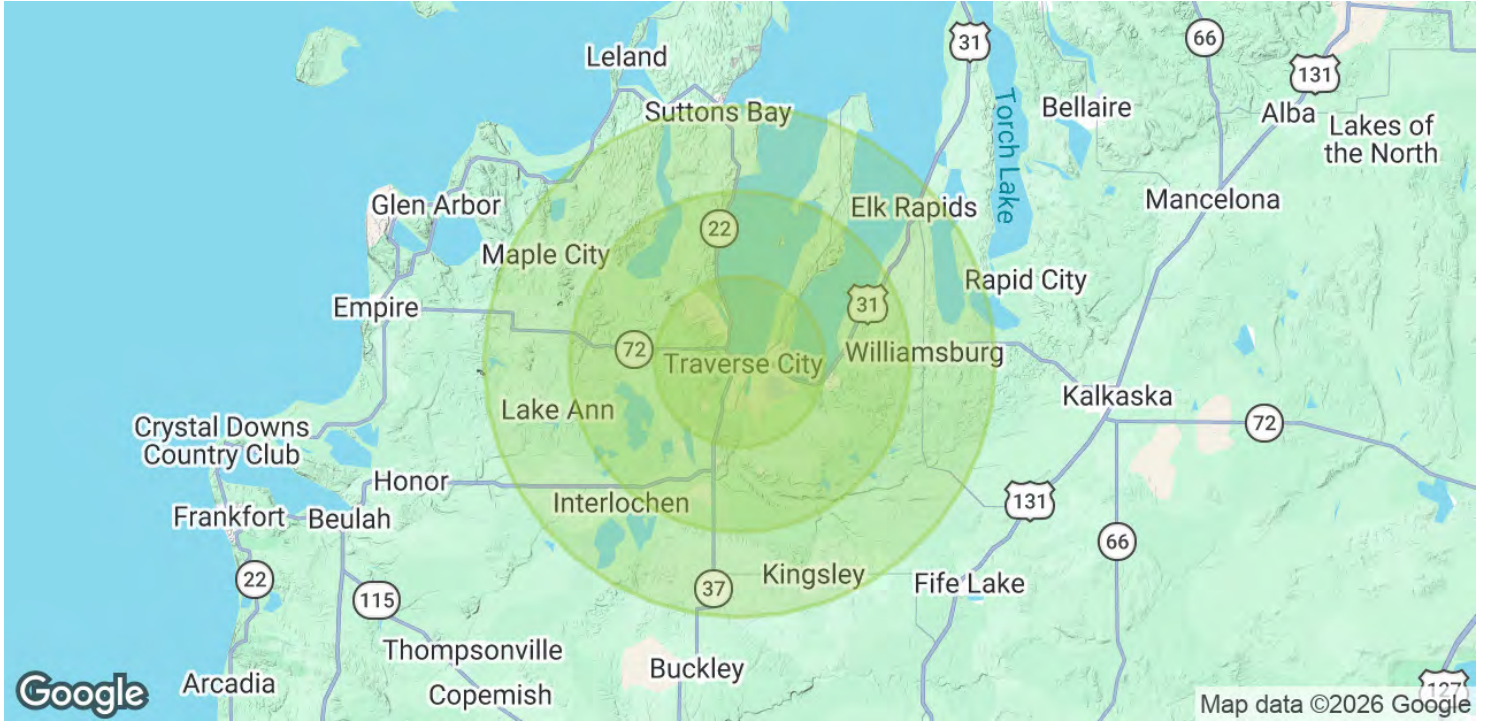 31
66
131
Leland
Suttons Bay
Torch Lake
Bellaire
Alba
Lakes of
the North
Glen Arbor
Elk Rapids
Mancelona
22
Maple City
Rapid City
Empire
31
72
Traverse City
Williamsburg
Kalkaska
Lake Ann
72
Crystal Downs
Country Club
Honor
Interlochen
131
Frankfort
Beulah
66
22
115
37
Kingsley
Fife Lake
Thompsonville
Buckley
Arcadia
Copemish
127
Google
Map data ©2026 Google